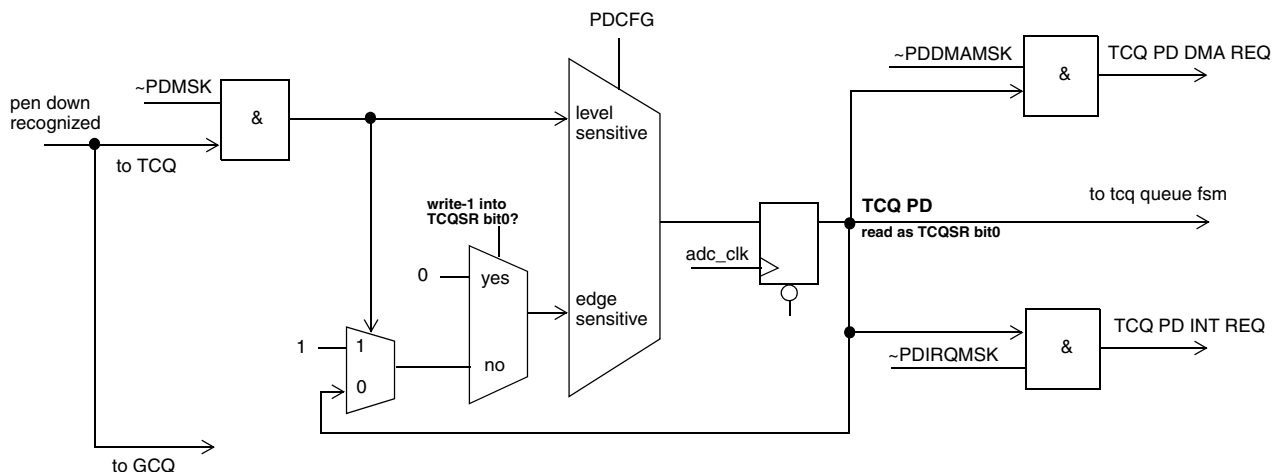 PDCFG
~PDDMAMSK
&
TCQ PD DMA REQ
~PDMSK
pen down
recognized
&
to TCQ
level
sensitive
write-1 into
TCQSR bit0?
TCQ PD
read as TCQSR bit0
to tcq queue fsm
adc_clk
0
yes
edge
sensitive
1
1
0
no
~PDIRQMSK
&
TCQ PD INT REQ
to GCQ